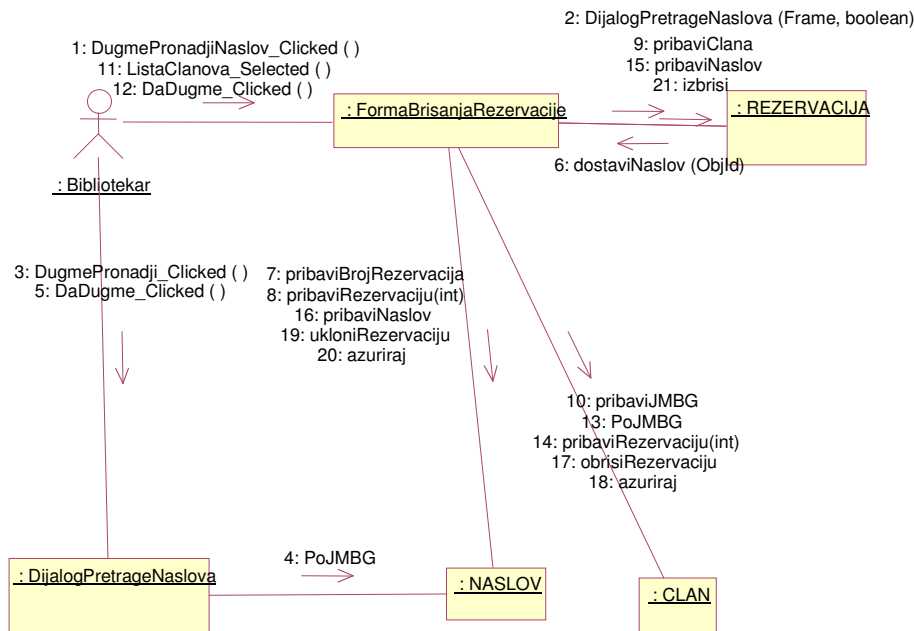 2: DijalogPretrageNaslova (Frame, boolean)
9: pribaviClana
15: pribaviNaslov
21: izbrisi
1: DugmePronadjiNaslov_Clicked ( )
11: ListaClanova_Selected ( )
12: DaDugme_Clicked ( )
: FormaBrisanjaRezervacije
: REZERVACIJA
6: dostaviNaslov (ObjId)
: Bibliotekar
3: DugmePronadji_Clicked ( )
5: DaDugme_Clicked ( )
7: pribaviBrojRezervacija
8: pribaviRezervaciju(int)
16: pribaviNaslov
19: ukloniRezervaciju
20: azuriraj
10: pribaviJMBG
13: PoJMBG
14: pribaviRezervaciju(int)
17: obrisiRezervaciju
18: azuriraj
4: PoJMBG
: DijalogPretrageNaslova
: NASLOV
: CLAN